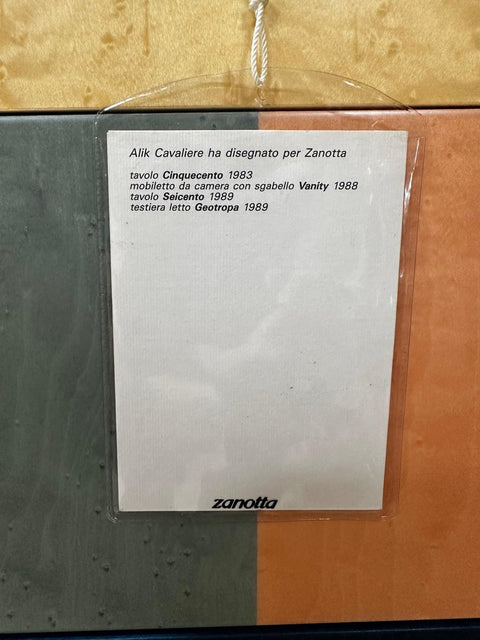 Alik Cavaliere ha disegnato per Zanotta
tavolo Cinquecento 1983
mobiletto da camera con sgabello Vanity 1988
tavolo Seicento 1989
testiera letto Geotropa 1989
zanotta